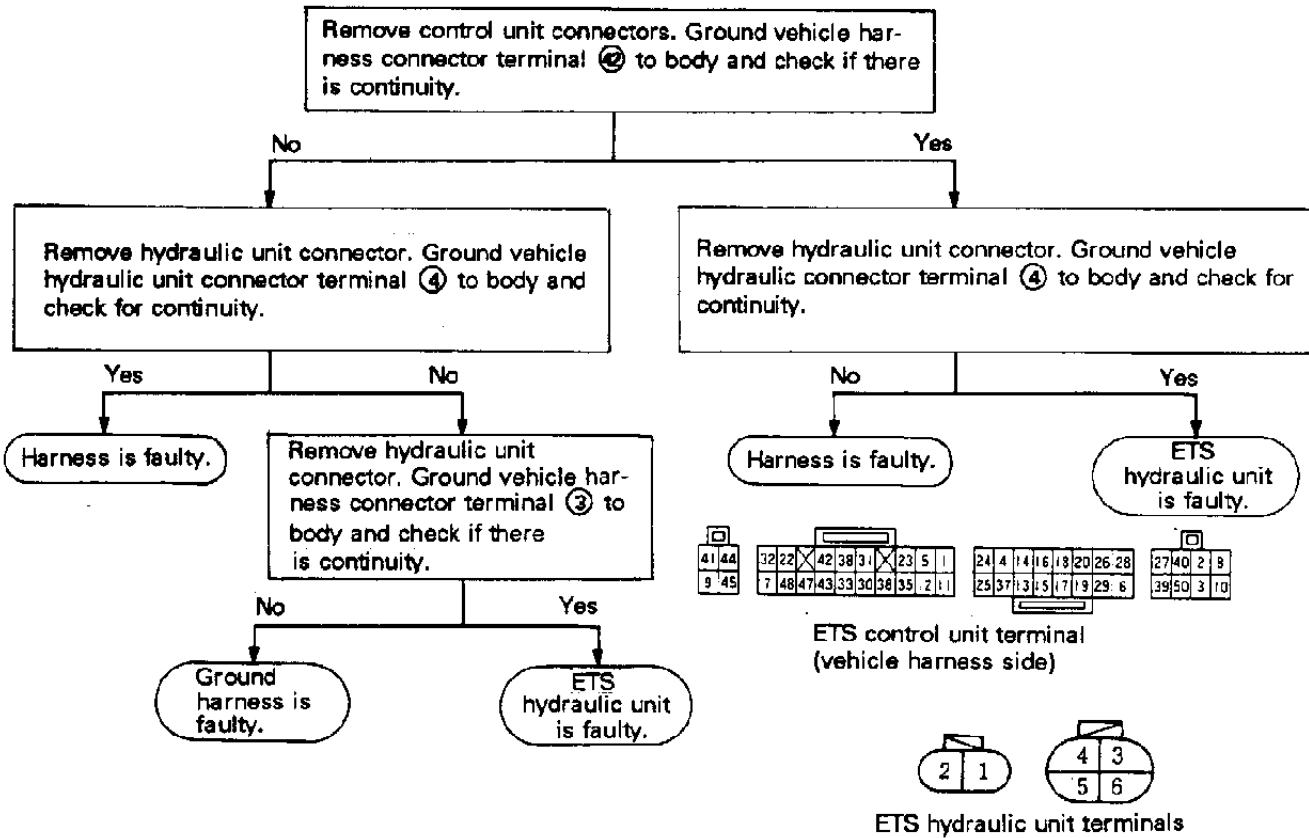 Remove control unit connectors. Ground vehicle har-
ness connector terminal ㊷ to body and check if there
is continuity.
No
Yes
Remove hydraulic unit connector. Ground vehicle
hydraulic unit connector terminal ④ to body and
check for continuity.
Remove hydraulic unit connector. Ground vehicle
hydraulic connector terminal ④ to body and check for
continuity.
Yes
No
No
Yes
Harness is faulty.
Remove hydraulic unit
connector. Ground vehicle har-
ness connector terminal ③ to
body and check if there
is continuity.
Harness is faulty.
ETS
hydraulic unit
is faulty.
41 44
9 45
32 22 42 38 31 23 5 1
7 48 47 43 33 30 38 35 12 11
24 4 14 16 18 20 26 28
25 37 13 15 17 19 29 6
27 40 2 8
39 50 3 10
ETS control unit terminal
(vehicle harness side)
No
Yes
Ground
harness is
faulty.
ETS
hydraulic unit
is faulty.
2 1
4 3
5 6
ETS hydraulic unit terminals